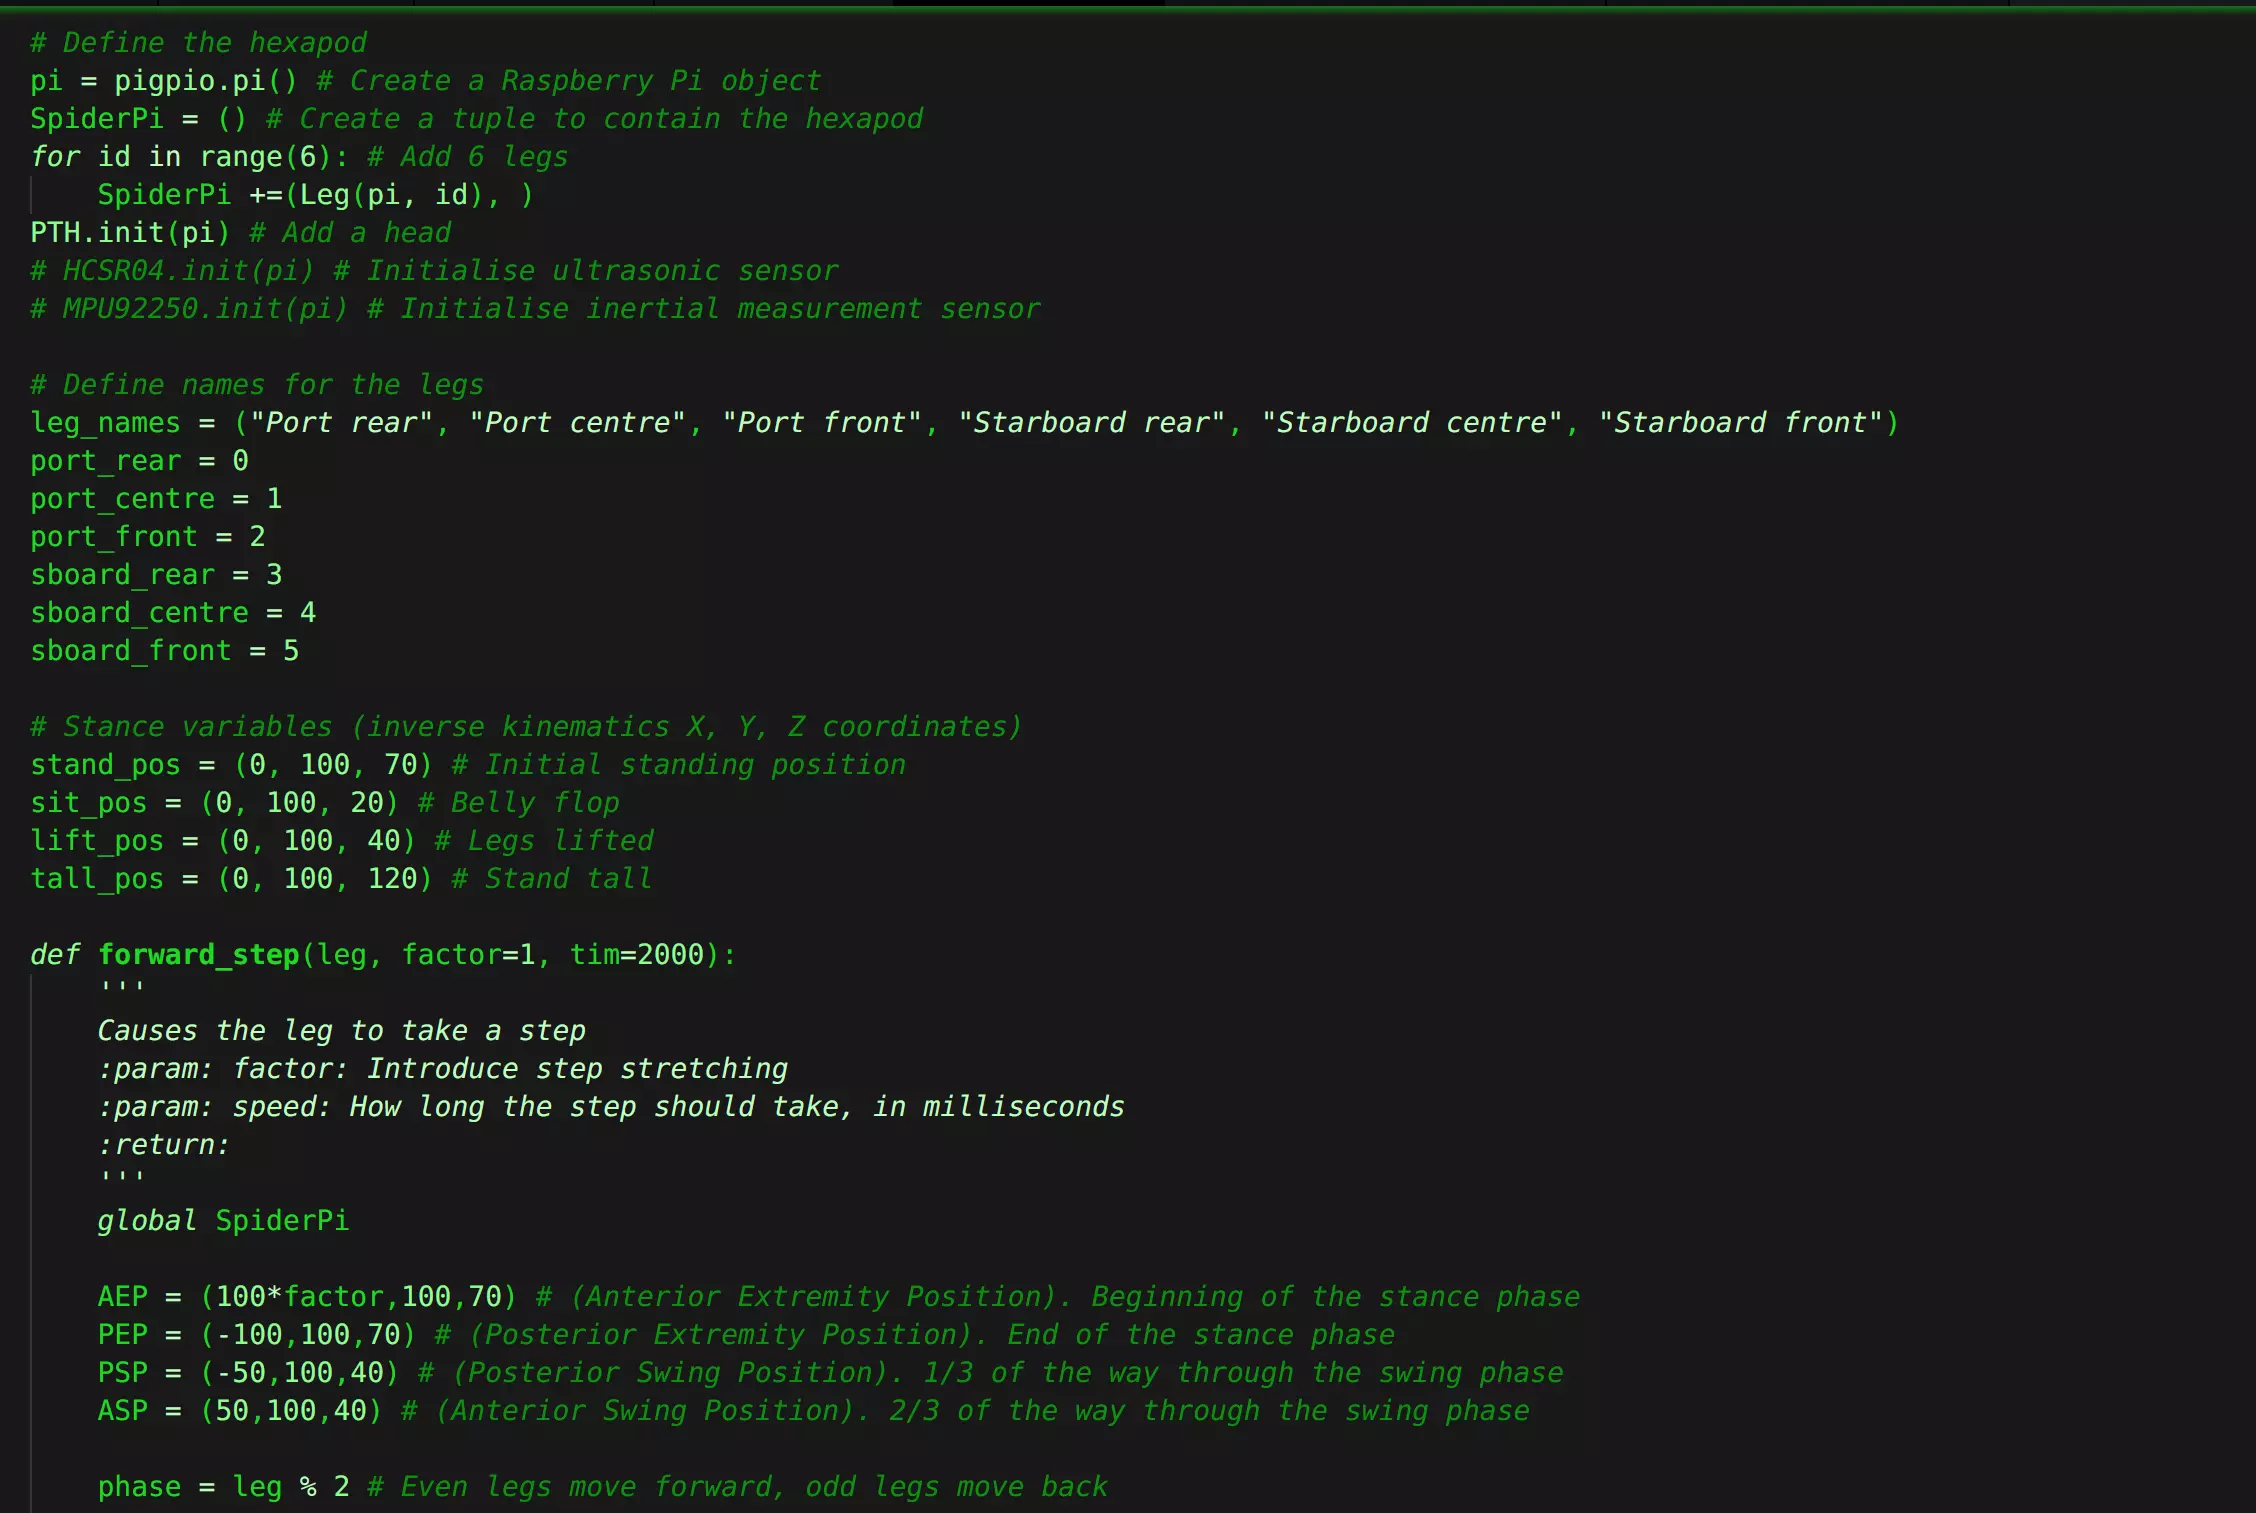 # Define the hexapod
pi = pigpio.pi() # Create a Raspberry Pi object
SpiderPi = () # Create a tuple to contain the hexapod
for id in range(6): # Add 6 legs
    SpiderPi +=(Leg(pi, id), )
PTH.init(pi) # Add a head
# HCSR04.init(pi) # Initialise ultrasonic sensor
# MPU92250.init(pi) # Initialise inertial measurement sensor

# Define names for the legs
leg_names = ("Port rear", "Port centre", "Port front", "Starboard rear", "Starboard centre", "Starboard front")
port_rear = 0
port_centre = 1
port_front = 2
sboard_rear = 3
sboard_centre = 4
sboard_front = 5

# Stance variables (inverse kinematics X, Y, Z coordinates)
stand_pos = (0, 100, 70) # Initial standing position
sit_pos = (0, 100, 20) # Belly flop
lift_pos = (0, 100, 40) # Legs lifted
tall_pos = (0, 100, 120) # Stand tall

def forward_step(leg, factor=1, tim=2000):
    '''
    Causes the leg to take a step
    :param: factor: Introduce step stretching
    :param: speed: How long the step should take, in milliseconds
    :return:
    '''
    global SpiderPi

    AEP = (100*factor,100,70) # (Anterior Extremity Position). Beginning of the stance phase
    PEP = (-100,100,70) # (Posterior Extremity Position). End of the stance phase
    PSP = (-50,100,40) # (Posterior Swing Position). 1/3 of the way through the swing phase
    ASP = (50,100,40) # (Anterior Swing Position). 2/3 of the way through the swing phase

    phase = leg % 2 # Even legs move forward, odd legs move back